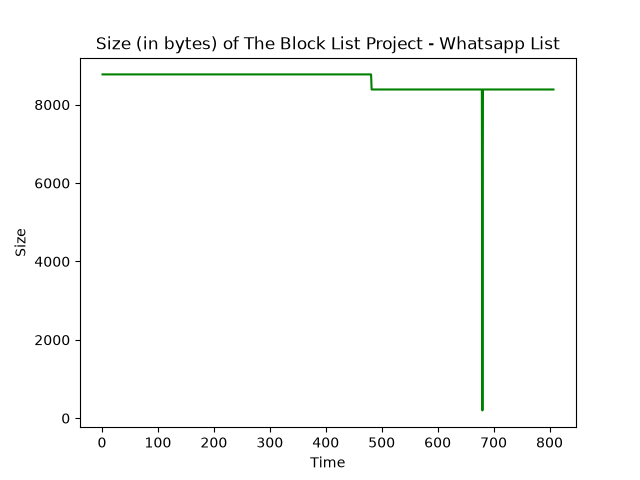 Size (in bytes) of The Block List Project - Whatsapp List
8000
6000
4000
2000
0
Size
0 100 200 300 400 500 600 700 800
Time